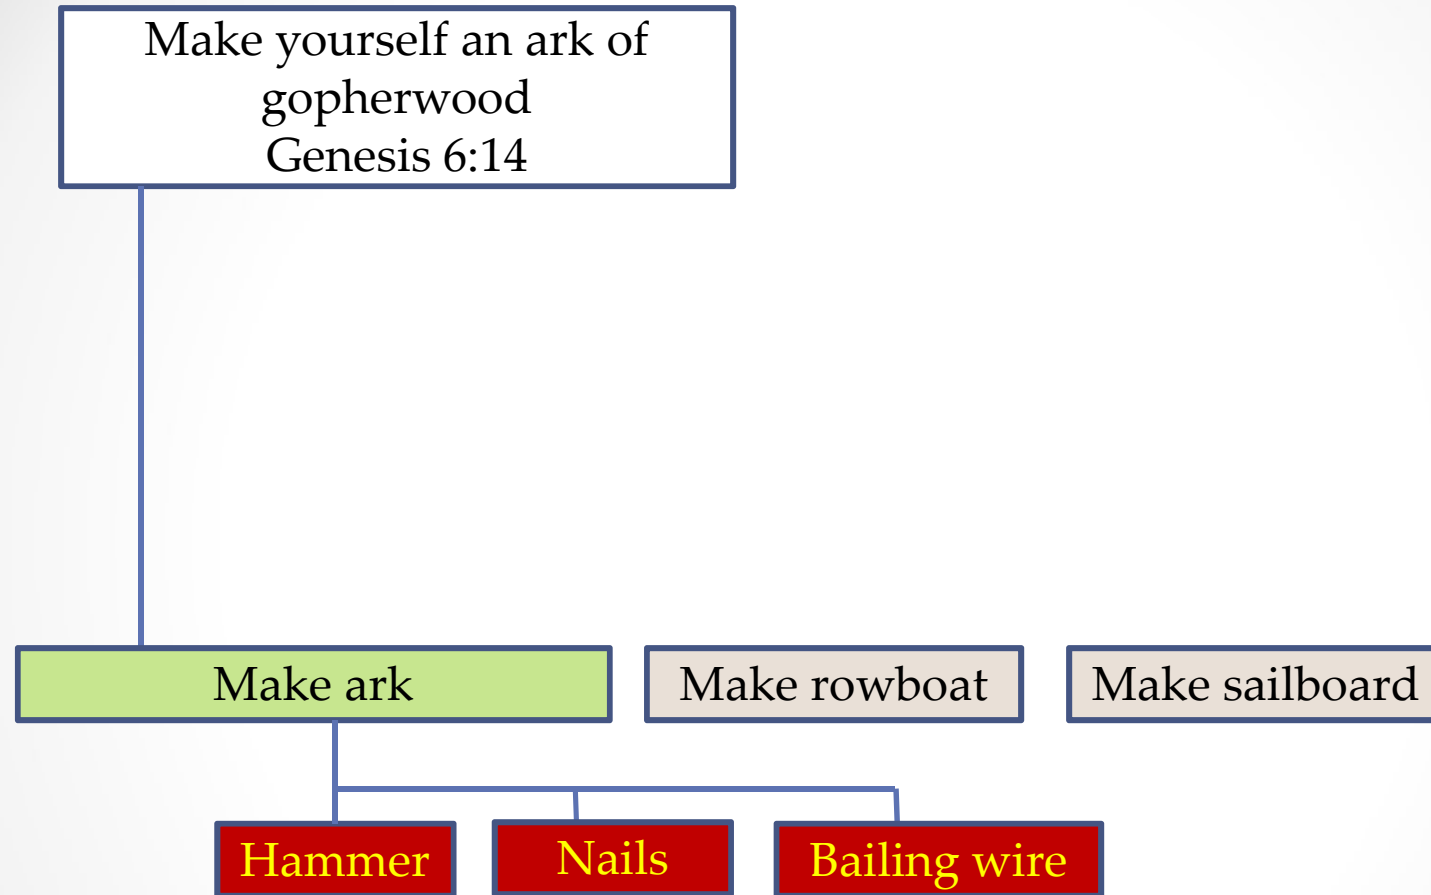 Make yourself an ark of
gopherwood
Genesis 6:14
Make ark
Make rowboat
Make sailboard
Hammer
Nails
Bailing wire